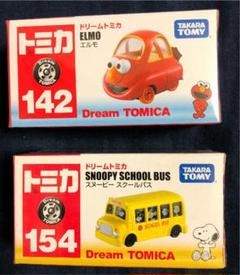 トミカ
142
ドリームトミカ
ELMO
エルモ
TAKARA
TOMY
Dream TOMICA
トミカ
154
ドリームトミカ
SNOOPY SCHOOL BUS
スヌーピー スクールバス
TAKARA
TOMY
SCHOOL BUS
Dream TOMICA